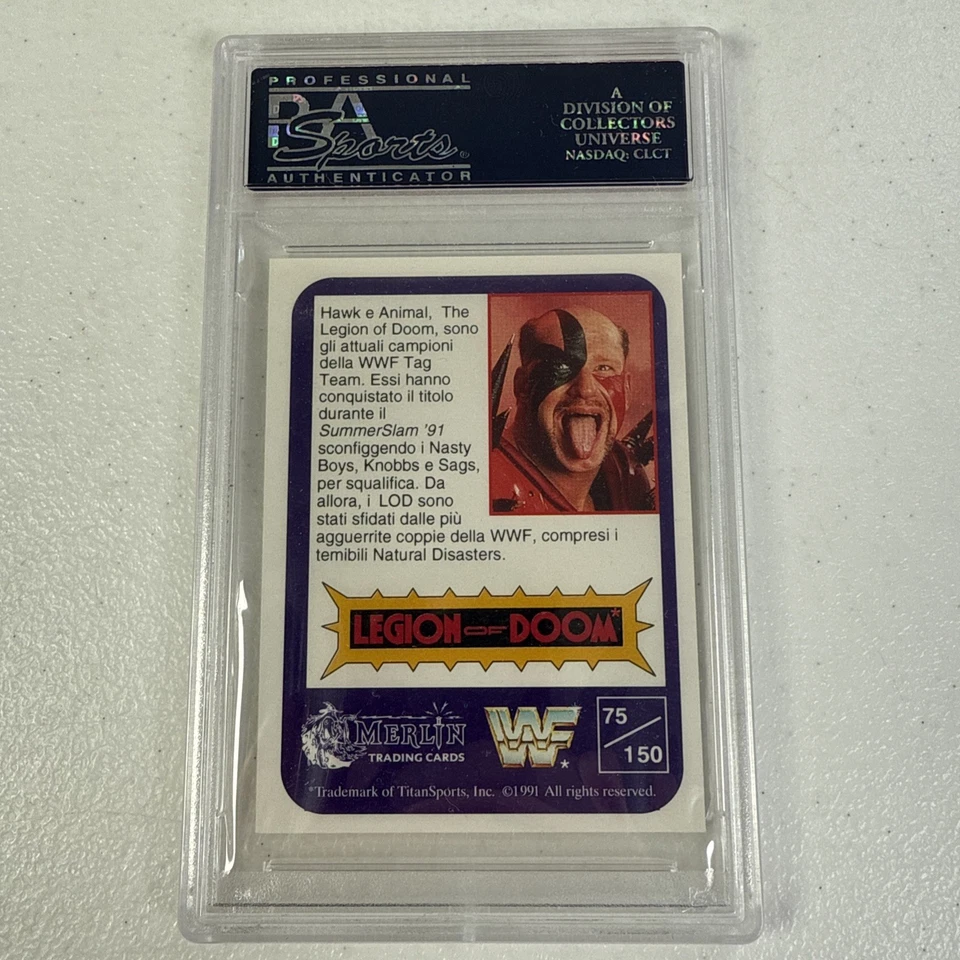 PROFESSIONAL
PSA
Sports®
AUTHENTICATOR
A
DIVISION OF
COLLECTORS
UNIVERSE
NASDAQ: CLCT
Hawk e Animal, The
Legion of Doom, sono
gli attuali campioni
della WWF Tag
Team. Essi hanno
conquistato il titolo
durante il
SummerSlam '91
sconfiggendo i Nasty
Boys, Knobbs e Sags,
per squalifica. Da
allora, i LOD sono
stati sfidati dalle più
agguerrite coppie della WWF, compresi i
temibili Natural Disasters.
LEGION OF DOOM*
MERLIN
TRADING CARDS
WF*
75/150
*Trademark of TitanSports, Inc. ©1991 All rights reserved.